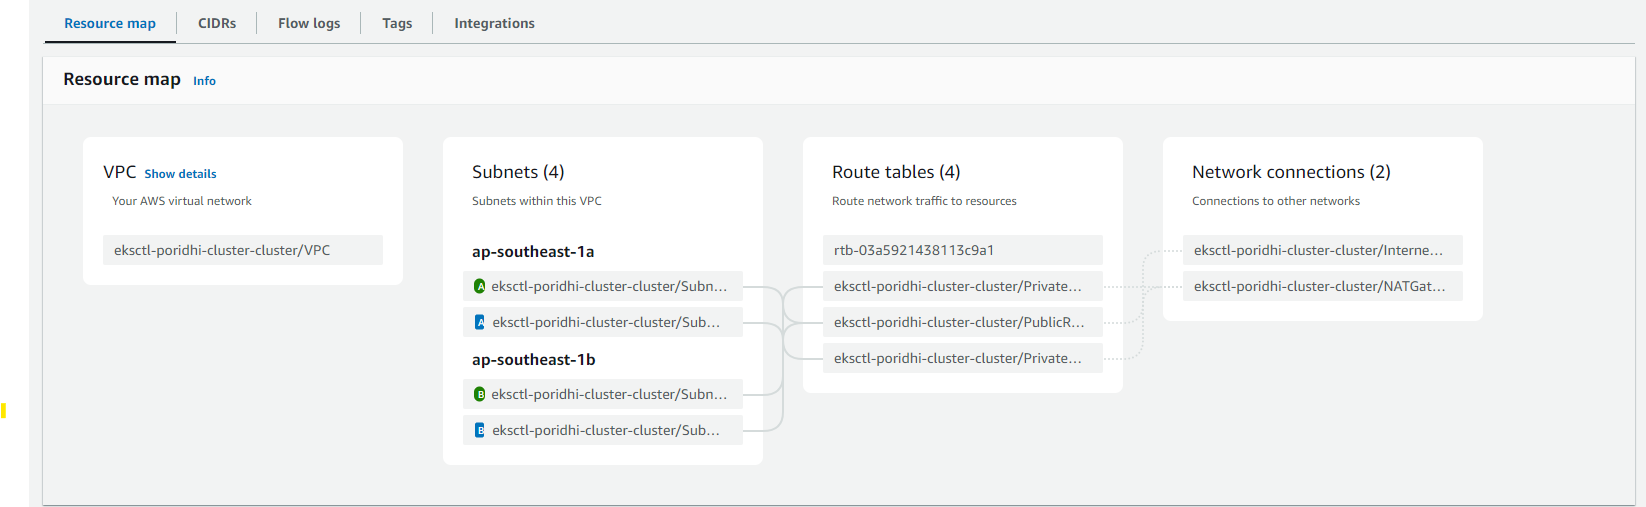 Resource map
CIDRs
Flow logs
Tags
Integrations
Resource map Info
VPC Show details
Your AWS virtual network
eksctl-poridhi-cluster-cluster/VPC
Subnets (4)
Subnets within this VPC
ap-southeast-1a
A eksctl-poridhi-cluster-cluster/Subn...
A eksctl-poridhi-cluster-cluster/Sub...
ap-southeast-1b
B eksctl-poridhi-cluster-cluster/Subn...
B eksctl-poridhi-cluster-cluster/Sub...
Route tables (4)
Route network traffic to resources
rtb-03a5921438113c9a1
eksctl-poridhi-cluster-cluster/Private...
eksctl-poridhi-cluster-cluster/PublicR...
eksctl-poridhi-cluster-cluster/Private...
Network connections (2)
Connections to other networks
eksctl-poridhi-cluster-cluster/Interne...
eksctl-poridhi-cluster-cluster/NATGat...